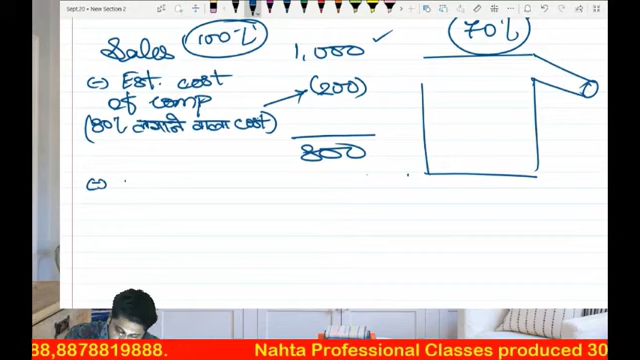 Sept.20 New Section 2
Sales (100%) 1,000 ✓ 70%
(-) Est. cost (200)
of comp
(80% लगाने वाला cost)
800
(-)
88,8878819888. Nahta Professional Classes produced 30